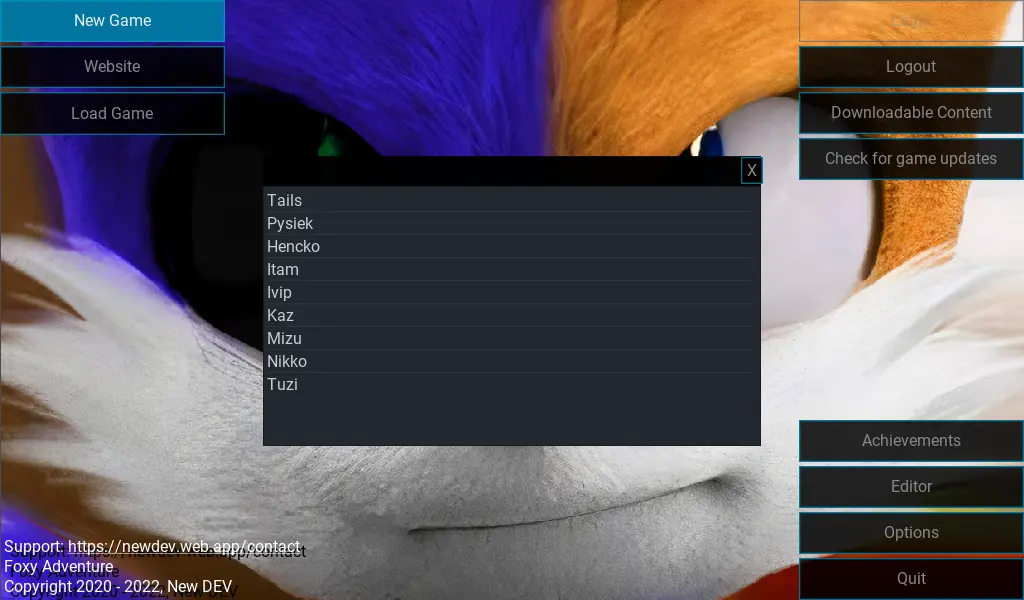 New Game
Website
Load Game
Login
Logout
Downloadable Content
Check for game updates
X
Tails
Pysiek
Hencko
Itam
Ivip
Kaz
Mizu
Nikko
Tuzi
Achievements
Editor
Options
Quit
Support: https://newdev.web.app/contact
Foxy Adventure
Copyright 2020 - 2022, New DEV